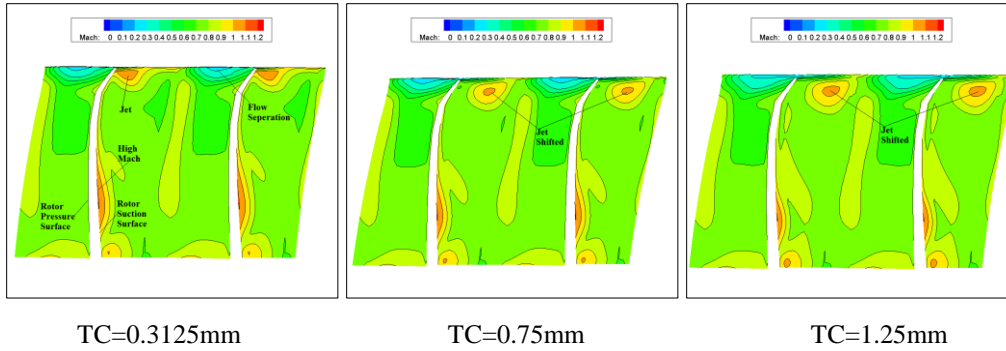 Mach: 0 0.1 0.2 0.3 0.4 0.5 0.6 0.7 0.8 0.9 1 1.1 1.2
Jet
Flow
Seperation
High
Mach
Rotor
Pressure
Surface
Rotor
Suction
Surface
TC=0.3125mm
Mach: 0 0.1 0.2 0.3 0.4 0.5 0.6 0.7 0.8 0.9 1 1.1 1.2
Jet
Shifted
TC=0.75mm
Mach: 0 0.1 0.2 0.3 0.4 0.5 0.6 0.7 0.8 0.9 1 1.1 1.2
Jet
Shifted
TC=1.25mm